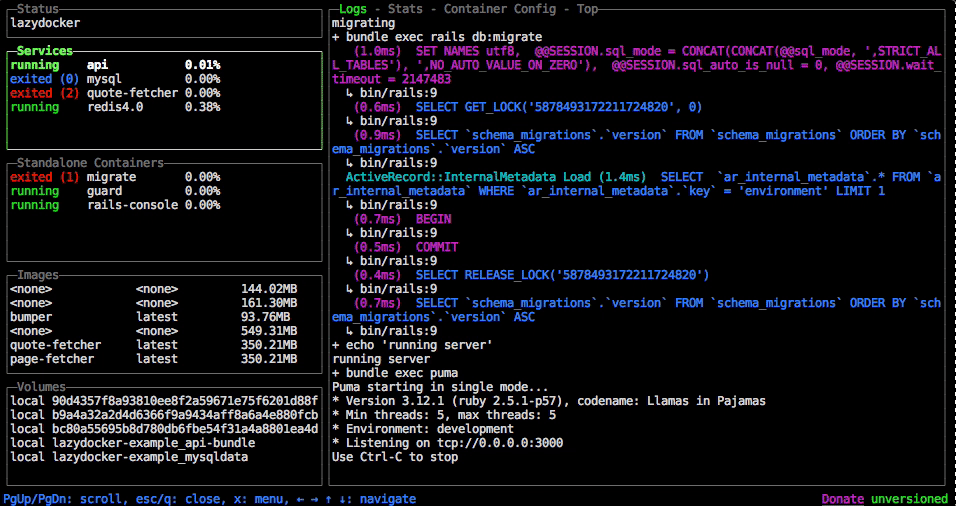 Status
lazydocker
Services
running api 0.01%
exited (0) mysql 0.00%
exited (2) quote-fetcher 0.00%
running redis4.0 0.38%
Standalone Containers
exited (1) migrate 0.00%
running guard 0.00%
running rails-console 0.00%
Images
<none> <none> 144.02MB
<none> <none> 161.30MB
bumper latest 93.76MB
<none> <none> 549.31MB
quote-fetcher latest 350.21MB
page-fetcher latest 350.21MB
Volumes
local 90d4357f8a93810ee8f2a59671e75f6201d88f
local b9a4a32a2d4d6366f9a9434aff8a6a4e880fcb
local bc80a55695b8d780db6fbe54f31a4a8801ea4d
local lazydocker-example_api-bundle
local lazydocker-example_mysqldata
Logs - Stats - Container Config - Top
migrating
+ bundle exec rails db:migrate
(1.0ms) SET NAMES utf8, @@SESSION.sql_mode = CONCAT(CONCAT(@@sql_mode, ',STRICT_AL
L_TABLES'), ',NO_AUTO_VALUE_ON_ZERO'), @@SESSION.sql_auto_is_null = 0, @@SESSION.wait_
timeout = 2147483
↳ bin/rails:9
(0.6ms) SELECT GET_LOCK('5878493172211724820', 0)
↳ bin/rails:9
(0.9ms) SELECT `schema_migrations`.`version` FROM `schema_migrations` ORDER BY `sch
ema_migrations`.`version` ASC
↳ bin/rails:9
ActiveRecord::InternalMetadata Load (1.4ms) SELECT `ar_internal_metadata`.* FROM `a
r_internal_metadata` WHERE `ar_internal_metadata`.`key` = 'environment' LIMIT 1
↳ bin/rails:9
(0.7ms) BEGIN
↳ bin/rails:9
(0.5ms) COMMIT
↳ bin/rails:9
(0.4ms) SELECT RELEASE_LOCK('5878493172211724820')
↳ bin/rails:9
(0.7ms) SELECT `schema_migrations`.`version` FROM `schema_migrations` ORDER BY `sch
ema_migrations`.`version` ASC
↳ bin/rails:9
+ echo 'running server'
running server
+ bundle exec puma
Puma starting in single mode...
* Version 3.12.1 (ruby 2.5.1-p57), codename: Llamas in Pajamas
* Min threads: 5, max threads: 5
* Environment: development
* Listening on tcp://0.0.0.0:3000
Use Ctrl-C to stop
PgUp/PgDn: scroll, esc/q: close, x: menu, ← → ↑ ↓: navigate
Donate unversioned